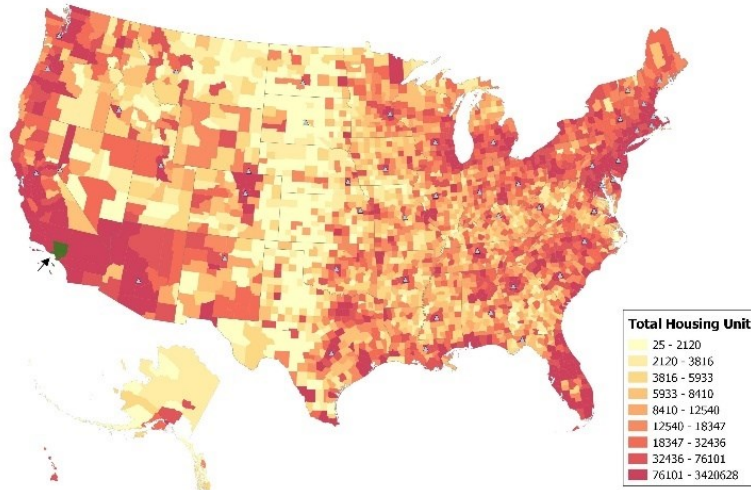 Total Housing Unit
25 - 2120
2120 - 3816
3816 - 5933
5933 - 8410
8410 - 12540
12540 - 18347
18347 - 32436
32436 - 76101
76101 - 3420628